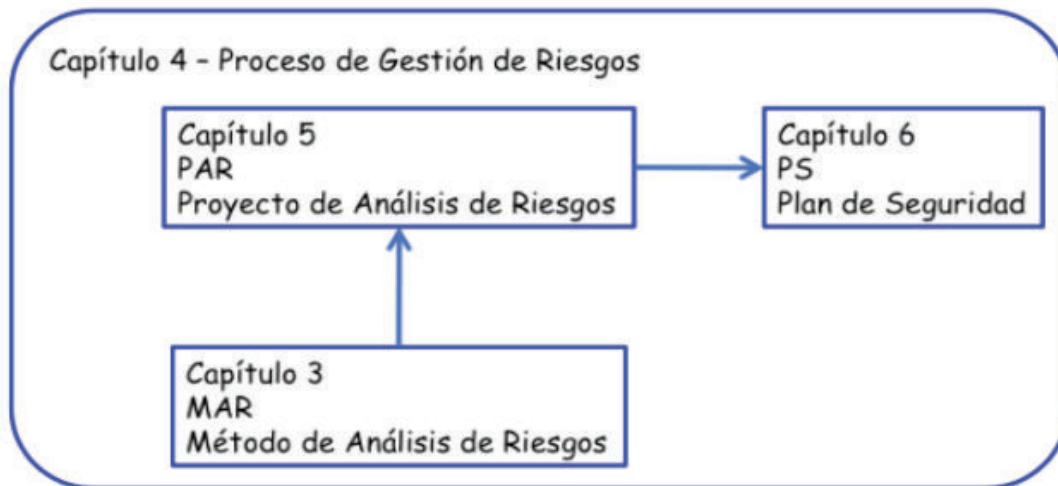 Capítulo 4 – Proceso de Gestión de Riesgos
Capítulo 5
PAR
Proyecto de Análisis de Riesgos
Capítulo 6
PS
Plan de Seguridad
Capítulo 3
MAR
Método de Análisis de Riesgos